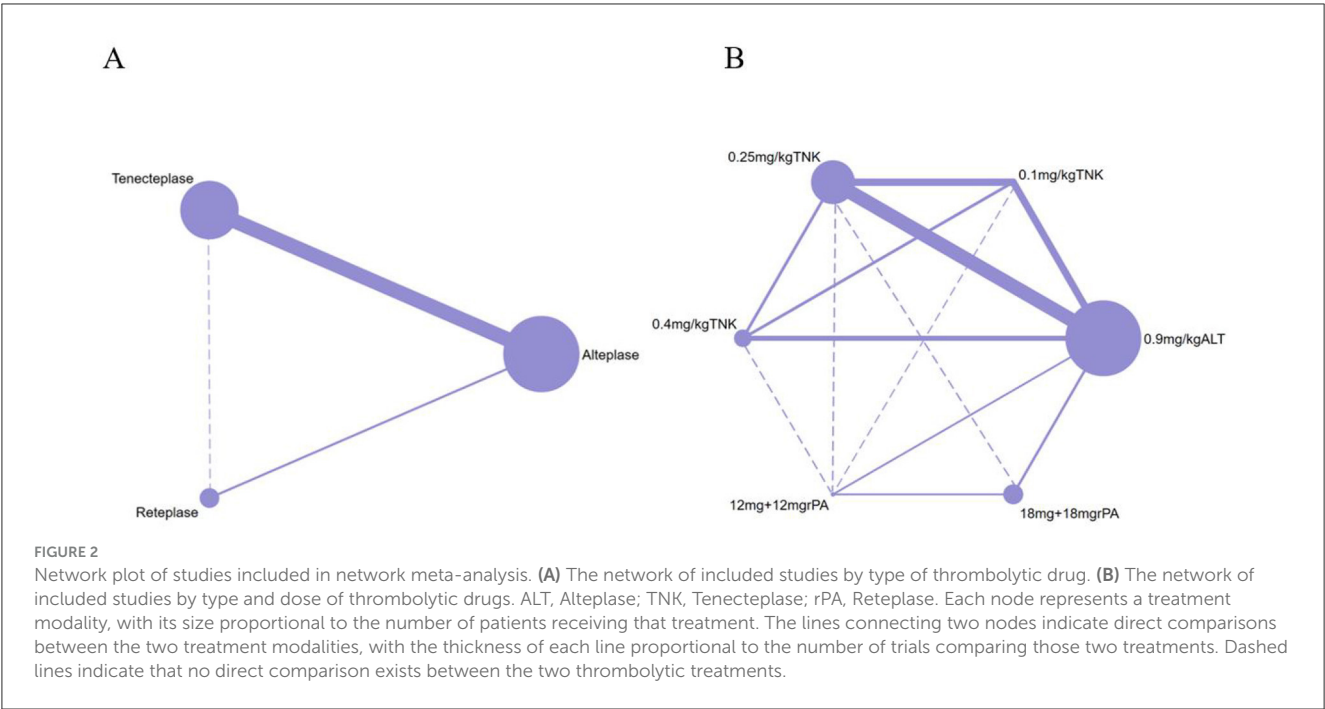 A
B
Tenecteplase
Alteplase
Reteplase
0.25mg/kgTNK
0.1mg/kgTNK
0.4mg/kgTNK
0.9mg/kgALT
12mg+12mgrPA
18mg+18mgrPA
FIGURE 2
Network plot of studies included in network meta-analysis. (A) The network of included studies by type of thrombolytic drug. (B) The network of
included studies by type and dose of thrombolytic drugs. ALT, Alteplase; TNK, Tenecteplase; rPA, Reteplase. Each node represents a treatment
modality, with its size proportional to the number of patients receiving that treatment. The lines connecting two nodes indicate direct comparisons
between the two treatment modalities, with the thickness of each line proportional to the number of trials comparing those two treatments. Dashed
lines indicate that no direct comparison exists between the two thrombolytic treatments.